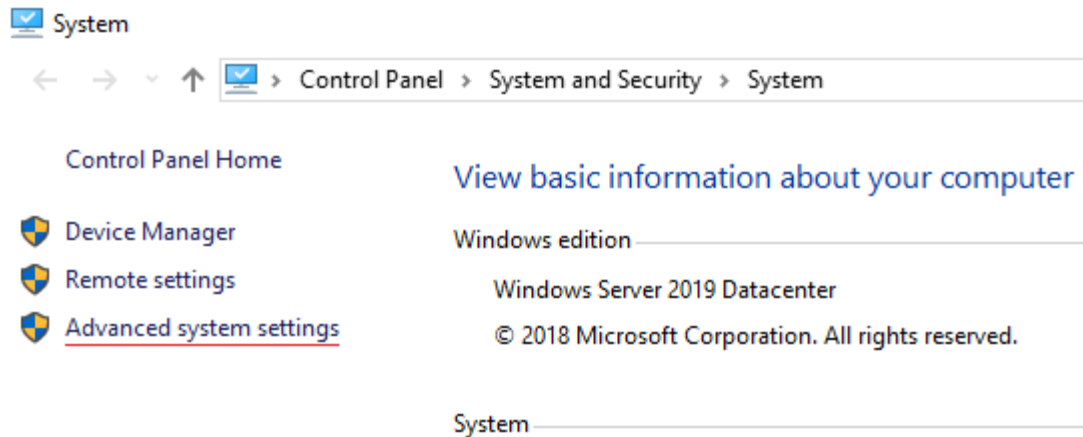 System
Control Panel > System and Security > System
Control Panel Home
Device Manager
Remote settings
Advanced system settings
View basic information about your computer
Windows edition
Windows Server 2019 Datacenter
© 2018 Microsoft Corporation. All rights reserved.
System